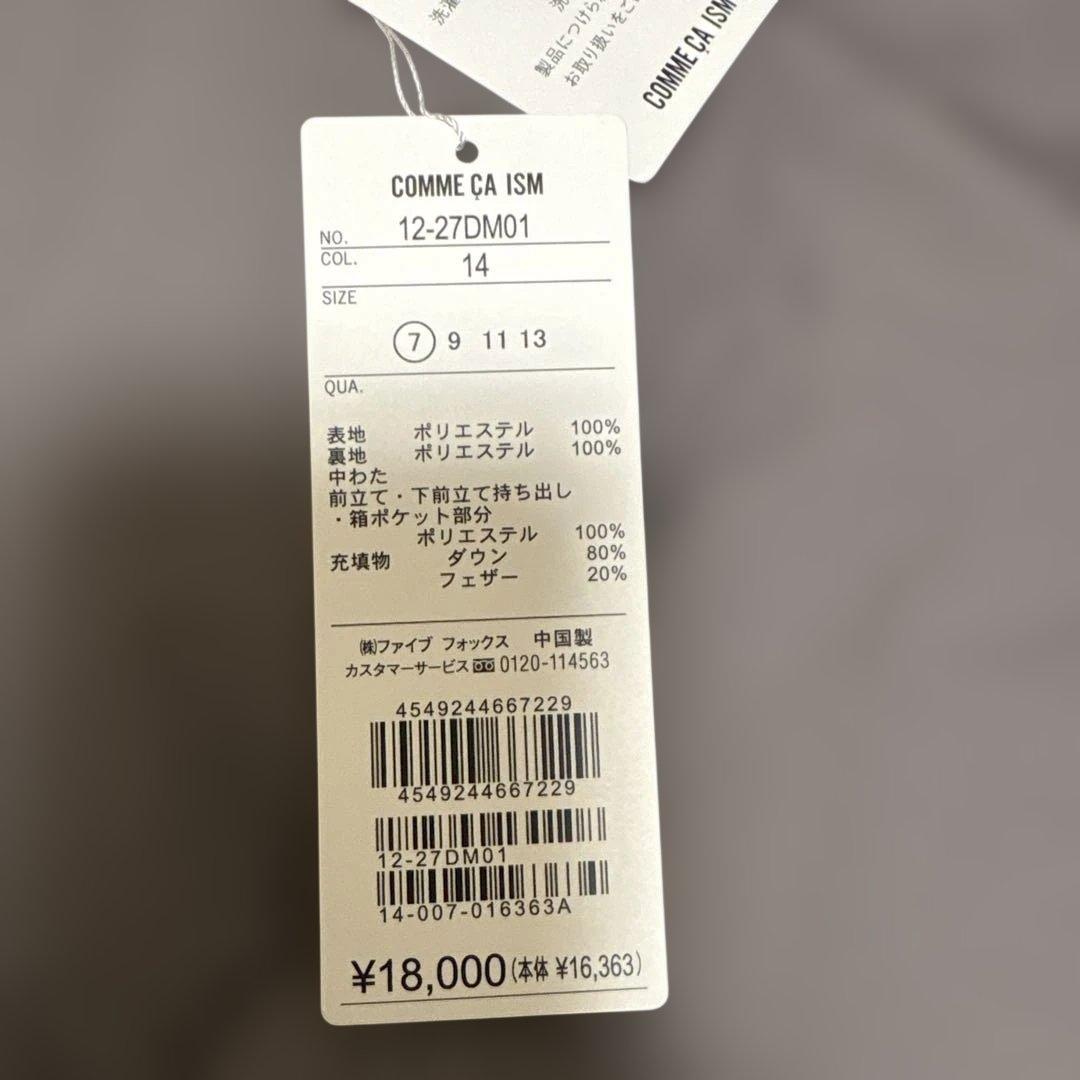 洗濯
洗
製品につけら
お取り扱いをご
COMME ÇA ISM
COMME ÇA ISM
NO. 12-27DM01
COL. 14
SIZE
7 9 11 13
QUA.
表地 ポリエステル 100%
裏地 ポリエステル 100%
中わた
前立て・下前立て持ち出し
・箱ポケット部分
ポリエステル 100%
充填物 ダウン 80%
フェザー 20%
㈱ファイブ フォックス 中国製
カスタマーサービス 0120-114563
4549244667229
4549244667229
12-27DM01
14-007-016363A
¥18,000(本体 ¥16,363)